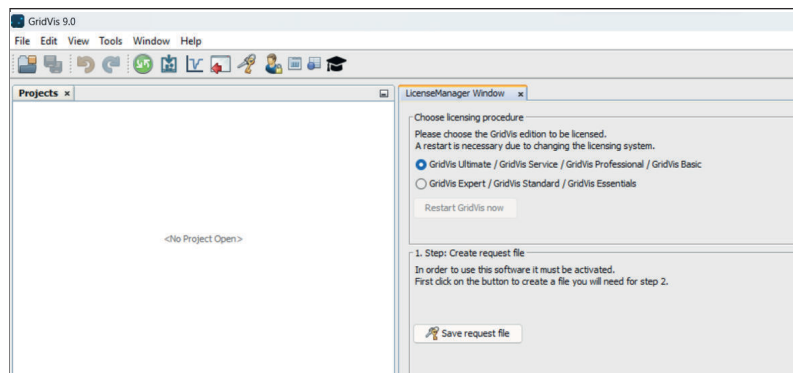 GridVis 9.0
File Edit View Tools Window Help
Projects ×
<No Project Open>
LicenseManager Window ×
Choose licensing procedure
Please choose the GridVis edition to be licensed.
A restart is necessary due to changing the licensing system.
GridVis Ultimate / GridVis Service / GridVis Professional / GridVis Basic
GridVis Expert / GridVis Standard / GridVis Essentials
Restart GridVis now
1. Step: Create request file
In order to use this software it must be activated.
First click on the button to create a file you will need for step 2.
Save request file